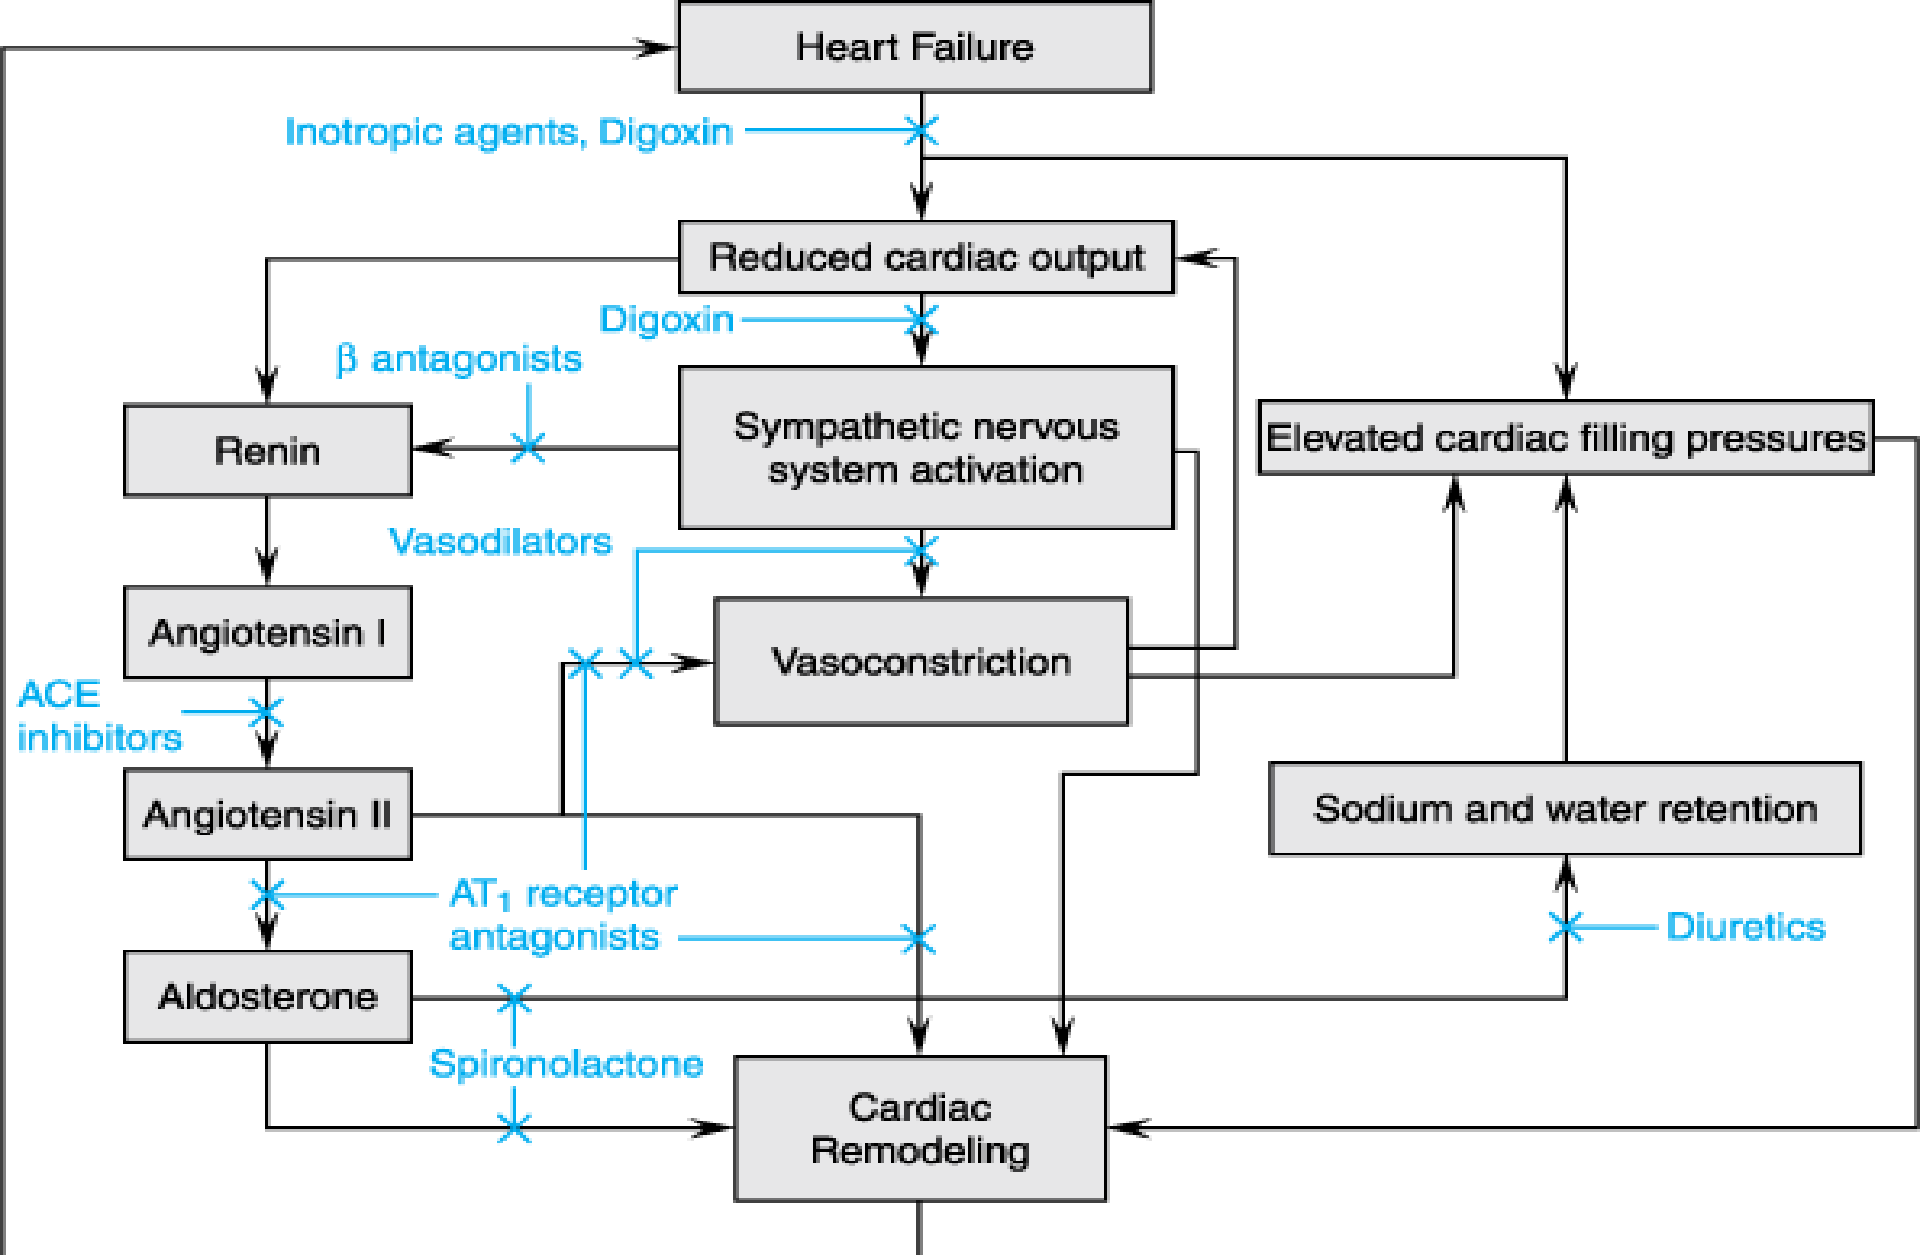 Heart Failure
Inotropic agents, Digoxin
Reduced cardiac output
Digoxin
β antagonists
Sympathetic nervous
system activation
Renin
Elevated cardiac filling pressures
Vasodilators
Angiotensin I
Vasoconstriction
ACE
inhibitors
Angiotensin II
Sodium and water retention
AT₁ receptor
antagonists
Diuretics
Aldosterone
Spironolactone
Cardiac
Remodeling